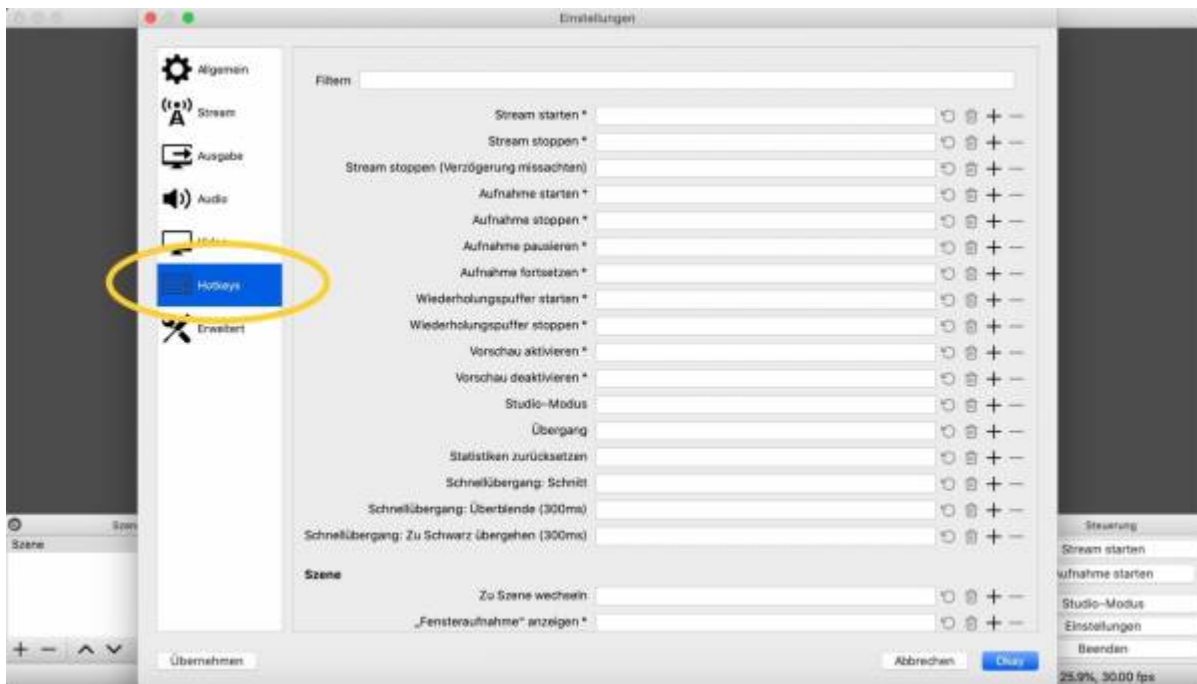 Einstellungen
Allgemein
Stream
Ausgabe
Audio
Hotkeys
Erweitert
Filtern
Stream starten *
Stream stoppen *
Stream stoppen (Verzögerung missachten)
Aufnahme starten *
Aufnahme stoppen *
Aufnahme pausieren *
Aufnahme fortsetzen *
Wiederholungspuffer starten *
Wiederholungspuffer stoppen *
Vorschau aktivieren *
Vorschau deaktivieren *
Studio-Modus
Übergang
Statistiken zurücksetzen
Schnellübergang: Schnitt
Schnellübergang: Überblende (300ms)
Schnellübergang: Zu Schwarz übergehen (300ms)
Szene
Zu Szene wechseln
„Fensteraufnahme“ anzeigen *
Übernehmen
Abbrechen
Okay
Szen
Szene
Steuerung
Stream starten
ufnahme starten
Studio-Modus
Einstellungen
Beenden
25.9%, 30.00 fps